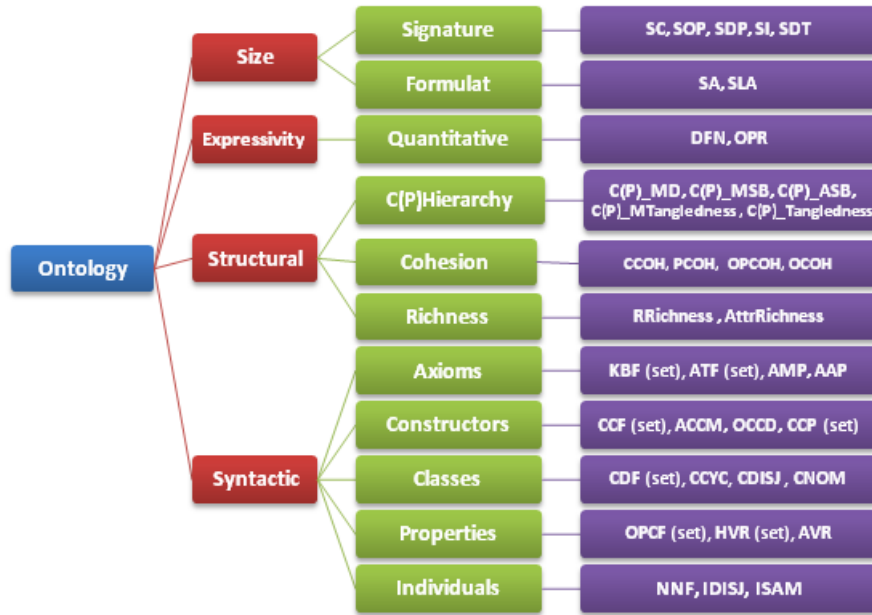 Ontology
Size
Expressivity
Structural
Syntactic
Signature
Formulat
Quantitative
C(P)Hierarchy
Cohesion
Richness
Axioms
Constructors
Classes
Properties
Individuals
SC, SOP, SDP, SI, SDT
SA, SLA
DFN, OPR
C(P)_MD, C(P)_MSB, C(P)_ASB,
C(P)_MTangledness , C(P)_Tangledness
CCOH, PCOH, OPCOH, OCOH
RRichness , AttrRichness
KBF (set), ATF (set), AMP, AAP
CCF (set), ACCM, OCCD, CCP (set)
CDF (set), CCYC, CDISJ , CNOM
OPCF (set), HVR (set), AVR
NNF, IDISJ, ISAM